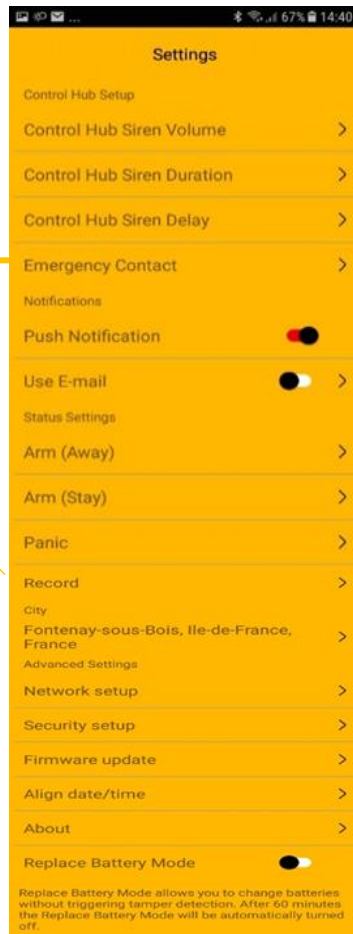 ... 67% 14:40
Settings
Control Hub Setup
Control Hub Siren Volume
Control Hub Siren Duration
Control Hub Siren Delay
Emergency Contact
Notifications
Push Notification
Use E-mail
Status Settings
Arm (Away)
Arm (Stay)
Panic
Record
City
Fontenay-sous-Bois, Ile-de-France,
France
Advanced Settings
Network setup
Security setup
Firmware update
Align date/time
About
Replace Battery Mode
Replace Battery Mode allows you to change batteries
without triggering tamper detection. After 60 minutes
the Replace Battery Mode will be automatically turned
off.